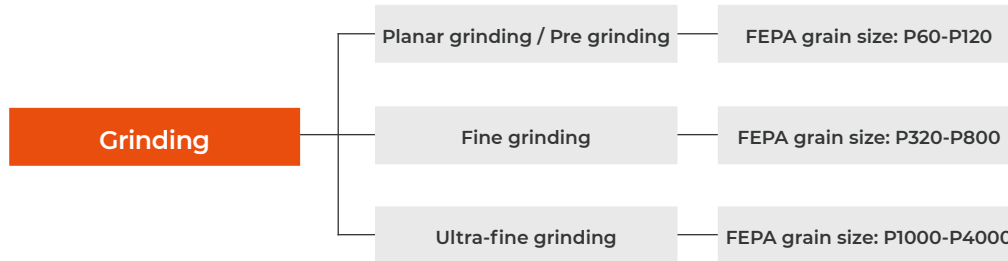 Planar grinding / Pre grinding
FEPA grain size: P60-P120
Grinding
Fine grinding
FEPA grain size: P320-P800
Ultra-fine grinding
FEPA grain size: P1000-P4000